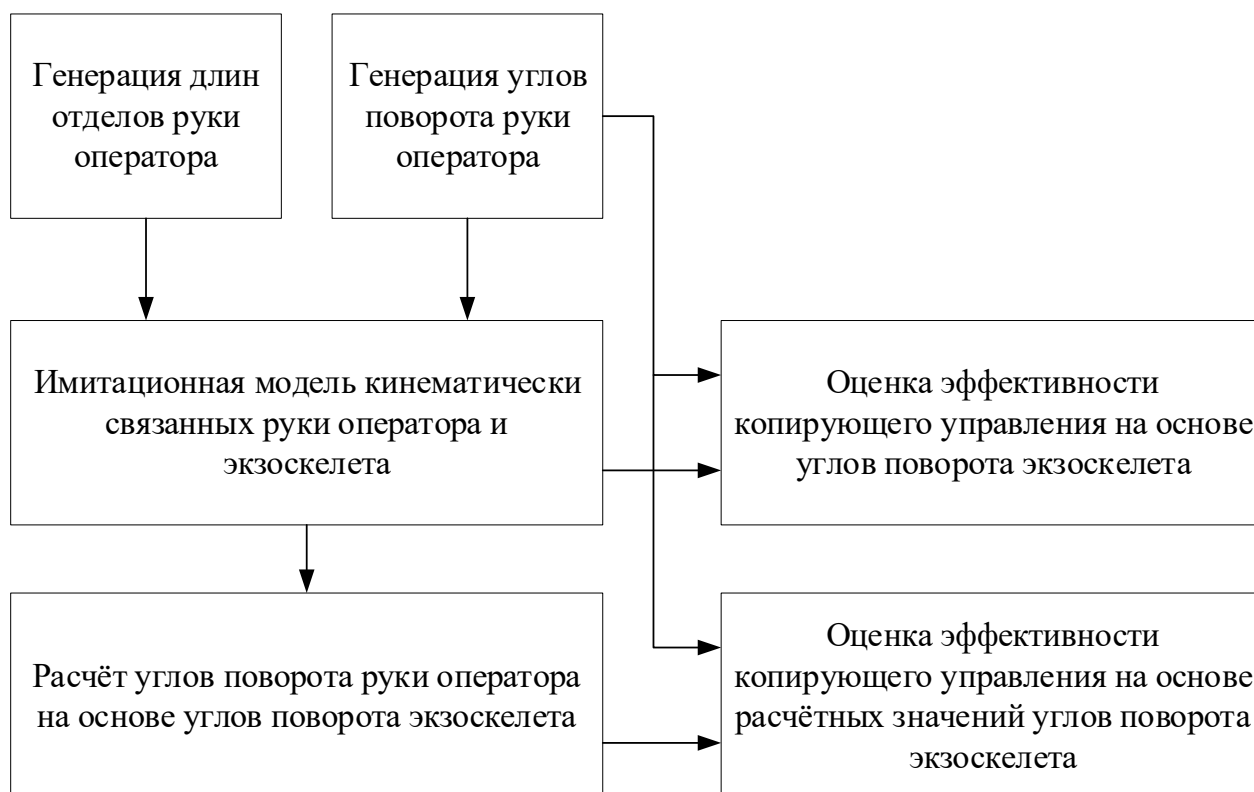 Генерация длин
отделов руки
оператора
Генерация углов
поворота руки
оператора
Имитационная модель кинематически
связанных руки оператора и
экзоскелета
Оценка эффективности
копирующего управления на основе
углов поворота экзоскелета
Расчёт углов поворота руки оператора
на основе углов поворота экзоскелета
Оценка эффективности
копирующего управления на основе
расчётных значений углов поворота
экзоскелета